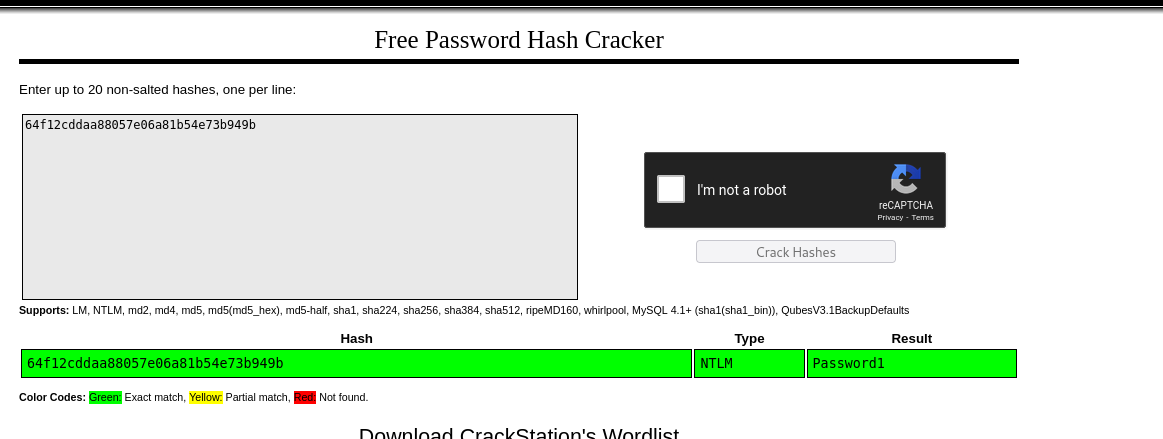 Free Password Hash Cracker
Enter up to 20 non-salted hashes, one per line:
64f12cddaa88057e06a81b54e73b949b
I'm not a robot
reCAPTCHA
Privacy - Terms
Crack Hashes
Supports: LM, NTLM, md2, md4, md5, md5(md5_hex), md5-half, sha1, sha224, sha256, sha384, sha512, ripeMD160, whirlpool, MySQL 4.1+ (sha1(sha1_bin)), QubesV3.1BackupDefaults
Hash Type Result
64f12cddaa88057e06a81b54e73b949b NTLM Password1
Color Codes: Green: Exact match, Yellow: Partial match, Red: Not found.
Download CrackStation's Wordlist